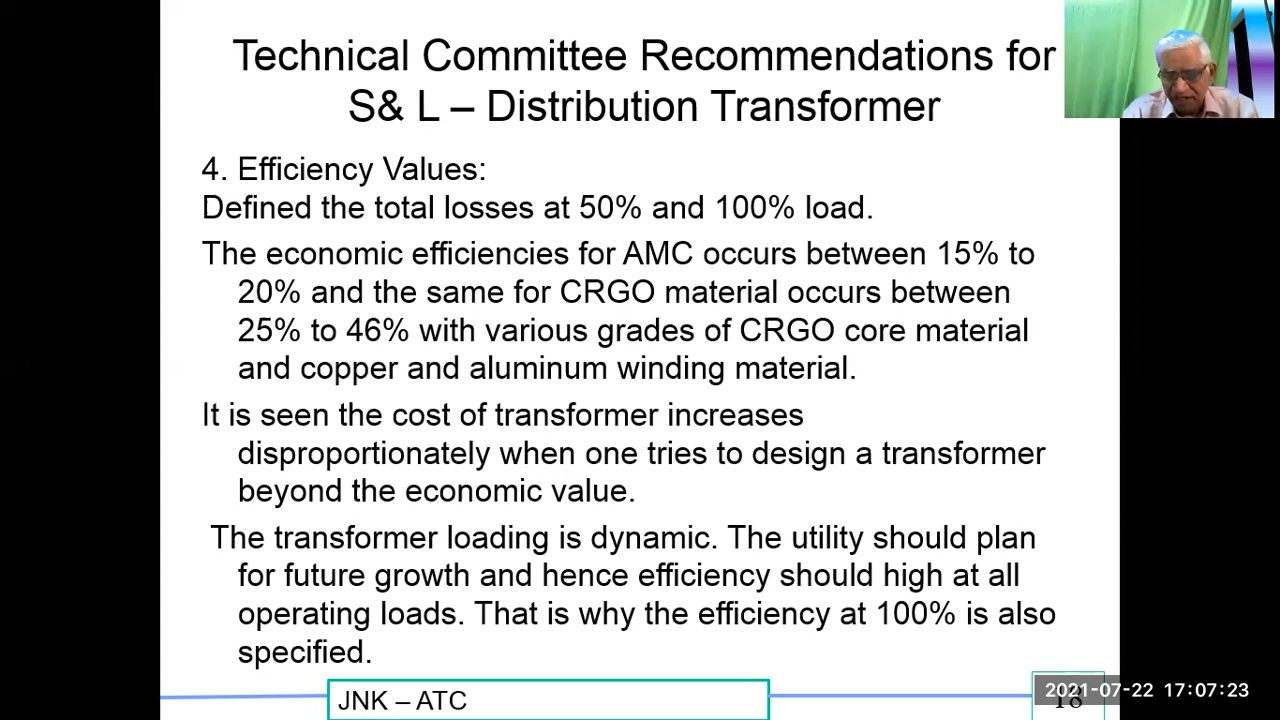 Technical Committee Recommendations for
S& L – Distribution Transformer
4. Efficiency Values:
Defined the total losses at 50% and 100% load.
The economic efficiencies for AMC occurs between 15% to
20% and the same for CRGO material occurs between
25% to 46% with various grades of CRGO core material
and copper and aluminum winding material.
It is seen the cost of transformer increases
disproportionately when one tries to design a transformer
beyond the economic value.
The transformer loading is dynamic. The utility should plan
for future growth and hence efficiency should high at all
operating loads. That is why the efficiency at 100% is also
specified.
JNK – ATC
18
2021-07-22 17:07:23